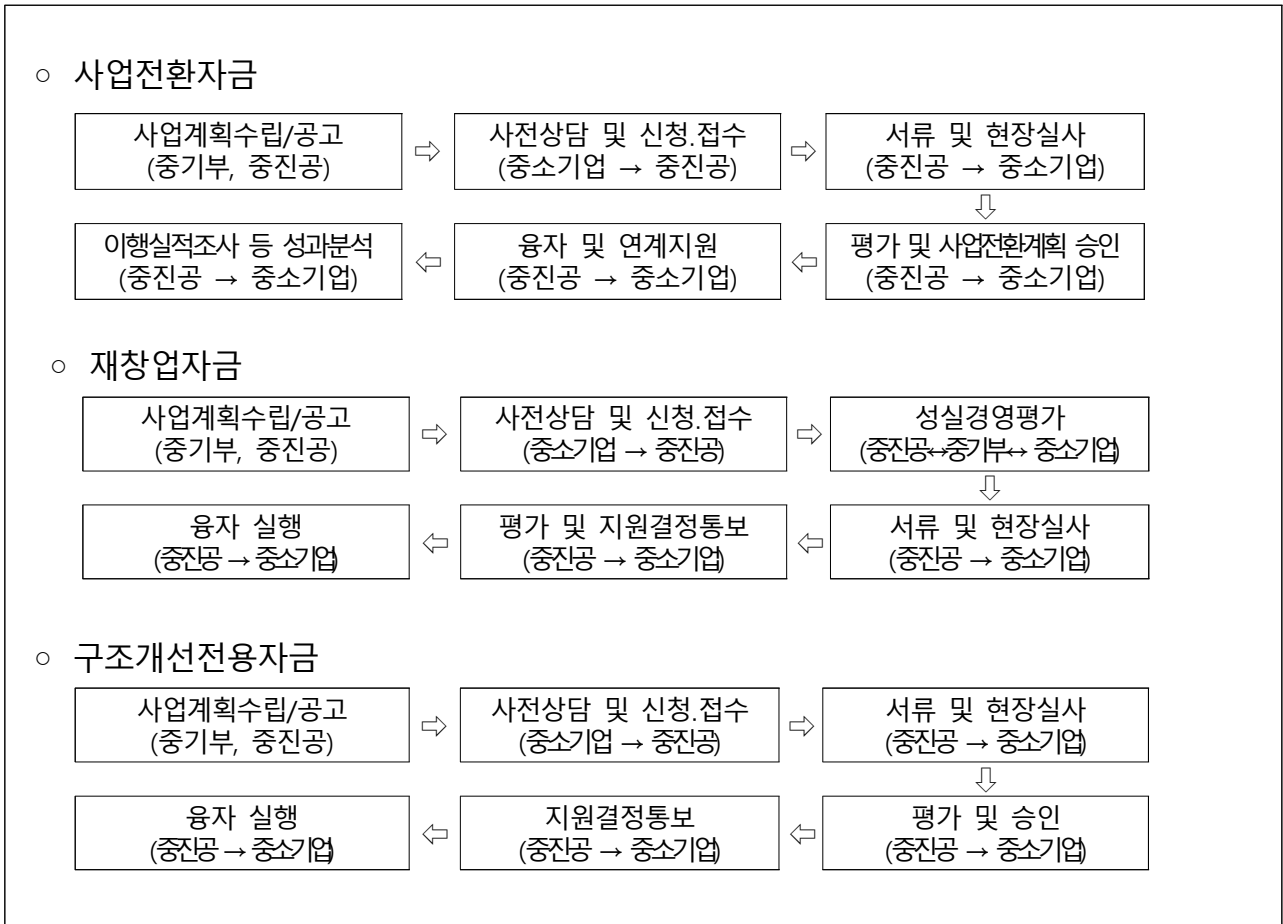 ○ 사업전환자금
사업계획수립/공고
(중기부, 중진공)
⇨
사전상담 및 신청.접수
(중소기업 → 중진공)
⇨
서류 및 현장실사
(중진공 → 중소기업)
⇩
평가 및 사업전환계획 승인
(중진공 → 중소기업)
⇦
융자 및 연계지원
(중진공 → 중소기업)
⇦
이행실적조사 등 성과분석
(중진공 → 중소기업)
○ 재창업자금
사업계획수립/공고
(중기부, 중진공)
⇨
사전상담 및 신청.접수
(중소기업 → 중진공)
⇨
성실경영평가
(중진공↔중기부↔ 중소기업)
⇩
서류 및 현장실사
(중진공 → 중소기업)
⇦
평가 및 지원결정통보
(중진공 → 중소기업)
⇦
융자 실행
(중진공 → 중소기업)
○ 구조개선전용자금
사업계획수립/공고
(중기부, 중진공)
⇨
사전상담 및 신청.접수
(중소기업 → 중진공)
⇨
서류 및 현장실사
(중진공 → 중소기업)
⇩
평가 및 승인
(중진공 → 중소기업)
⇦
지원결정통보
(중진공 → 중소기업)
⇦
융자 실행
(중진공 → 중소기업)